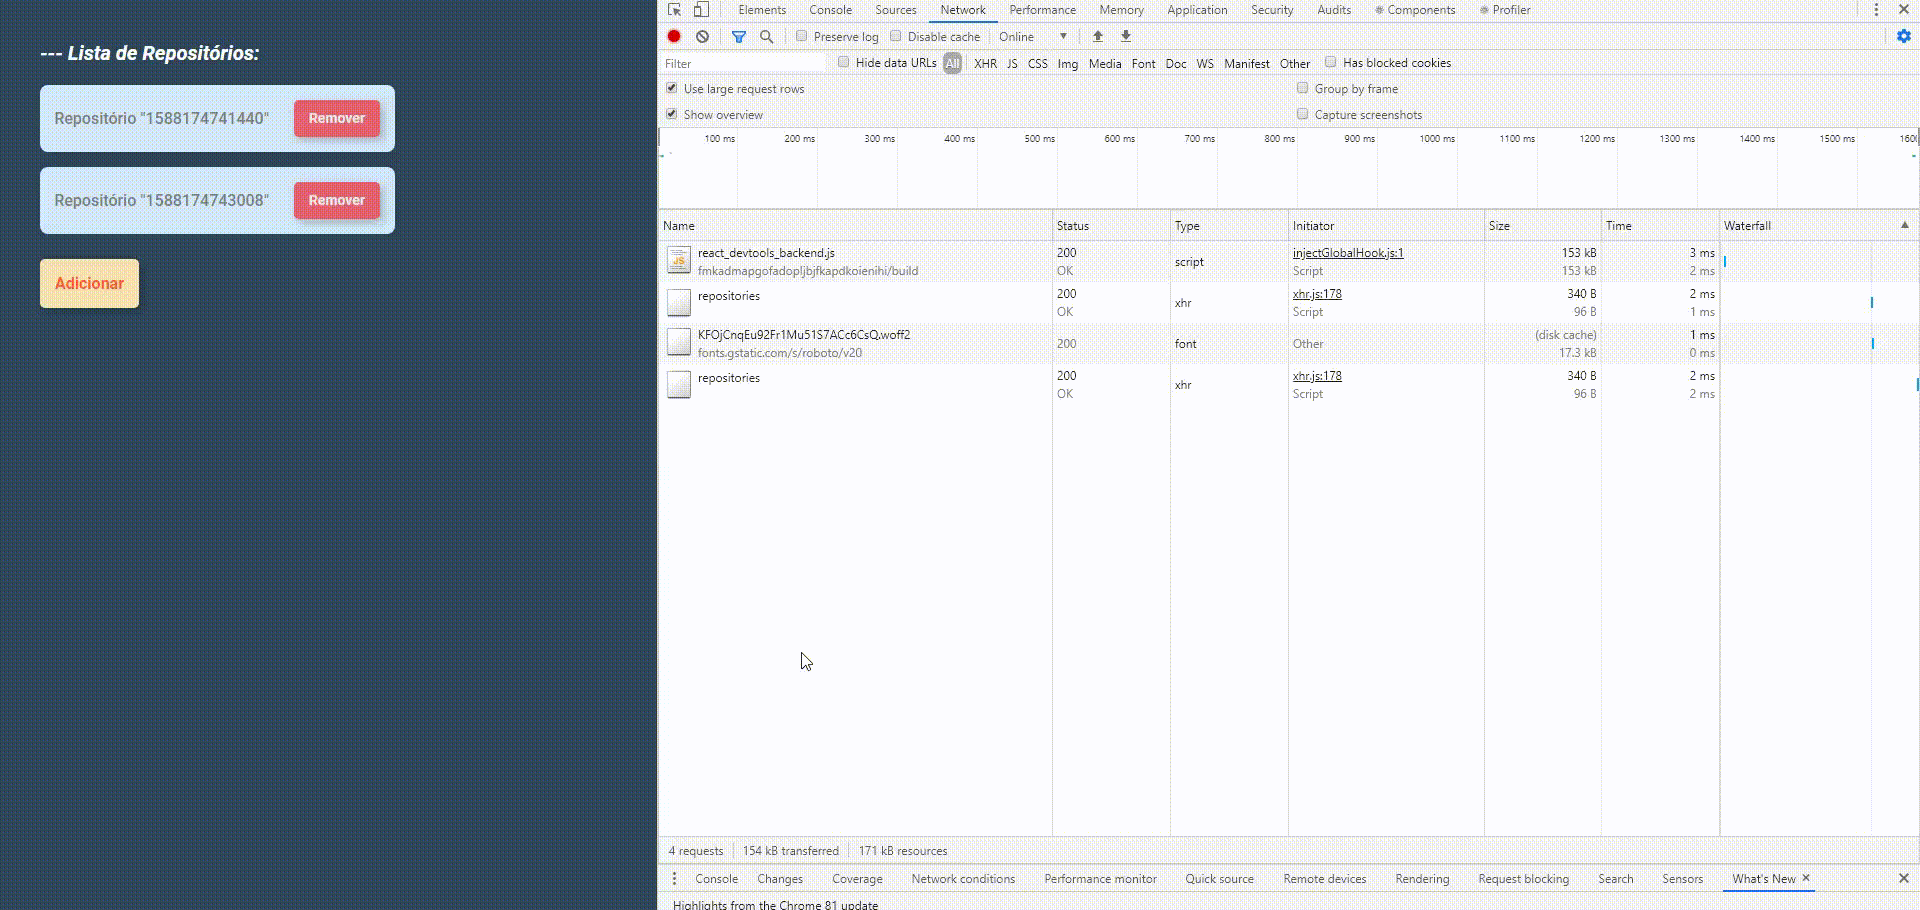 --- Lista de Repositórios:
Repositório "1588174741440" Remover
Repositório "1588174743008" Remover
Adicionar
Elements Console Sources Network Performance Memory Application Security Audits Components Profiler
Preserve log Disable cache Online
Filter Hide data URLs All XHR JS CSS Img Media Font Doc WS Manifest Other Has blocked cookies
Use large request rows Group by frame
Show overview Capture screenshots
100 ms 200 ms 300 ms 400 ms 500 ms 600 ms 700 ms 800 ms 900 ms 1000 ms 1100 ms 1200 ms 1300 ms 1400 ms 1500 ms 160
Name Status Type Initiator Size Time Waterfall
react_devtools_backend.js 200 script injectGlobalHook.js:1 153 kB 3 ms
fmkadmapgofadopljbjfkapdkoienihi/build OK Script 153 kB 2 ms
repositories 200 xhr xhr.js:178 340 B 2 ms
OK Script 96 B 1 ms
KFOjCnqEu92Fr1Mu51S7ACc6CsQ.woff2 200 font Other (disk cache) 1 ms
fonts.gstatic.com/s/roboto/v20 17.3 kB 0 ms
repositories 200 xhr xhr.js:178 340 B 2 ms
OK Script 96 B 2 ms
4 requests 154 kB transferred 171 kB resources
Console Changes Coverage Network conditions Performance monitor Quick source Remote devices Rendering Request blocking Search Sensors What's New
Highlights from the Chrome 81 update